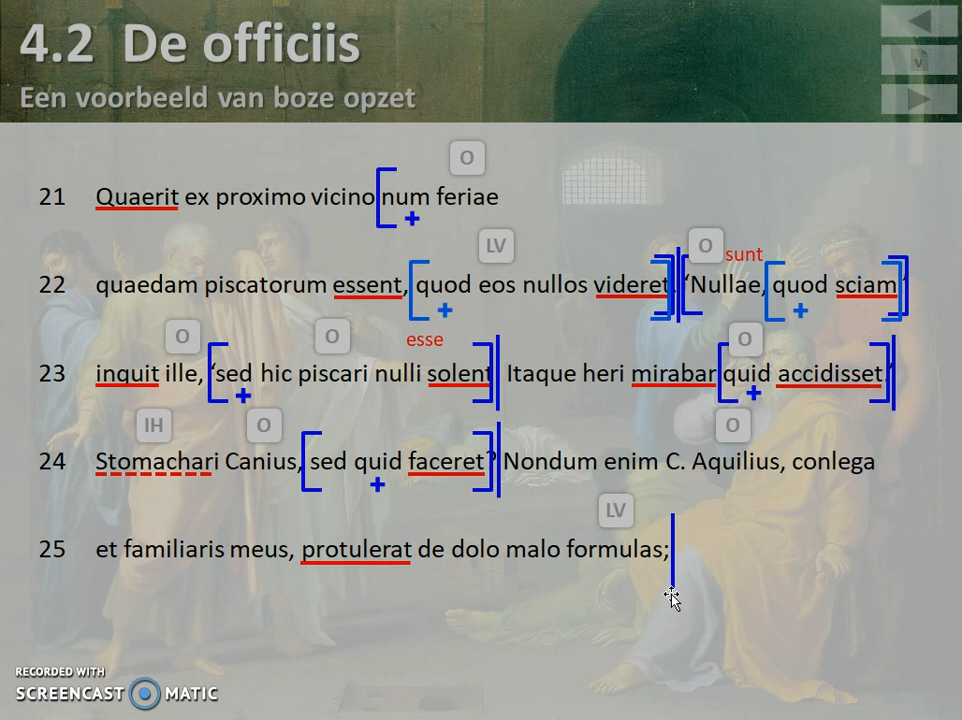 4.2 De officiis
Een voorbeeld van boze opzet
v
O
21 Quaerit ex proximo vicino num feriae
+
LV O sunt
22 quaedam piscatorum essent, quod eos nullos videret. ‘Nullae, quod sciam,’
+ +
O O esse O
23 inquit ille, ‘sed hic piscari nulli solent. Itaque heri mirabar quid accidisset.’
+ +
IH O O
24 Stomachari Canius, sed quid faceret? Nondum enim C. Aquilius, conlega
+
LV
25 et familiaris meus, protulerat de dolo malo formulas;
RECORDED WITH
SCREENCAST MATIC